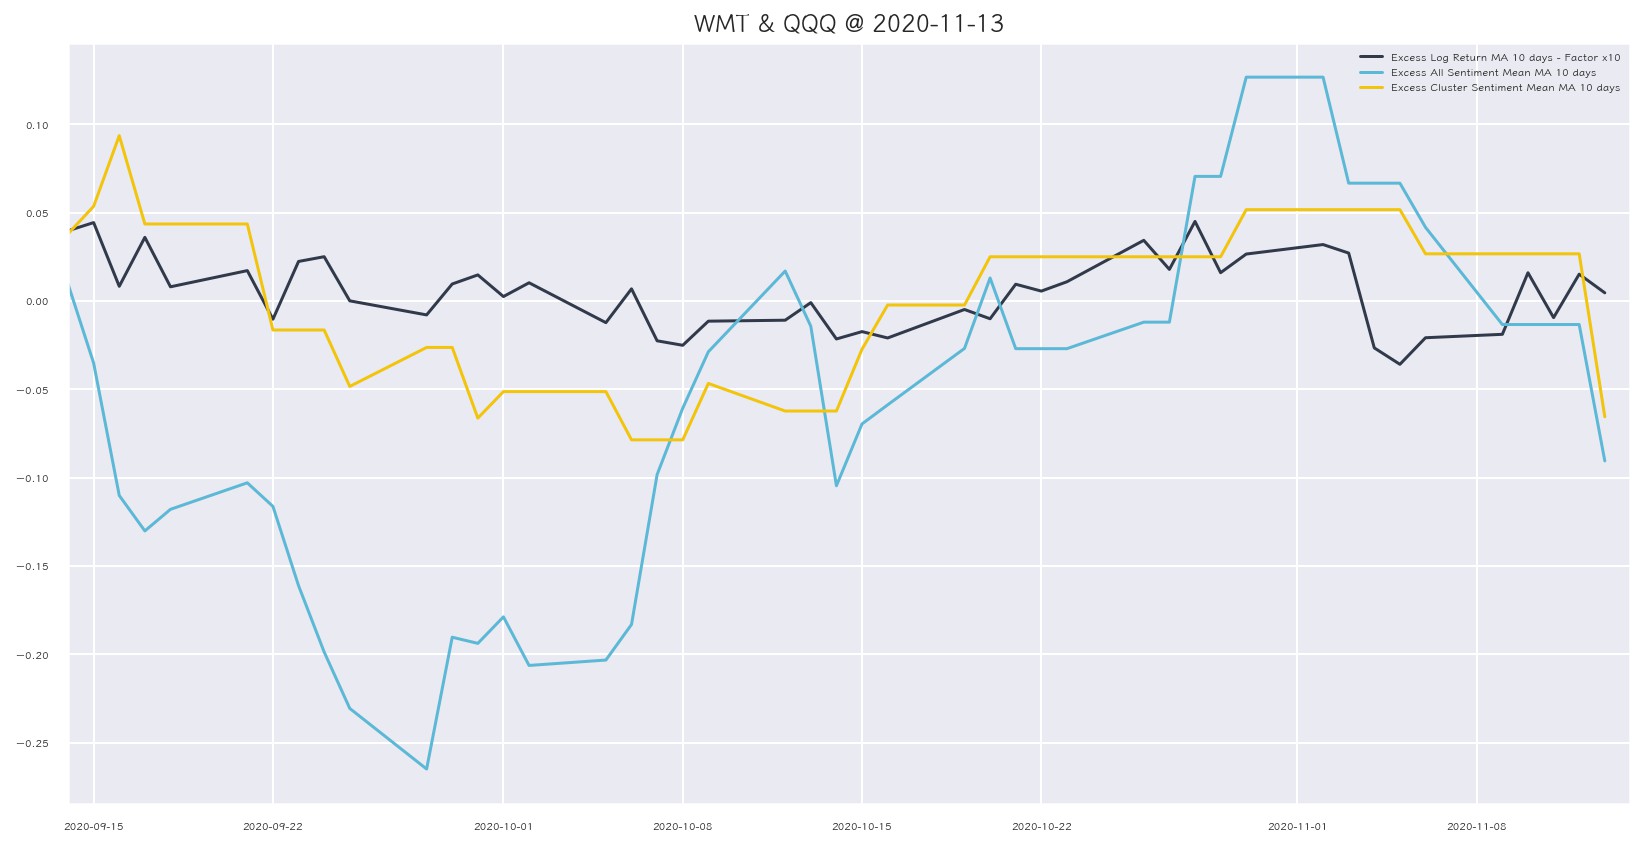 WMT & QQQ @ 2020-11-13
Excess Log Return MA 10 days - Factor x10
Excess All Sentiment Mean MA 10 days
Excess Cluster Sentiment Mean MA 10 days
0.10
0.05
0.00
−0.05
−0.10
−0.15
−0.20
−0.25
2020-09-15 2020-09-22 2020-10-01 2020-10-08 2020-10-15 2020-10-22 2020-11-01 2020-11-08